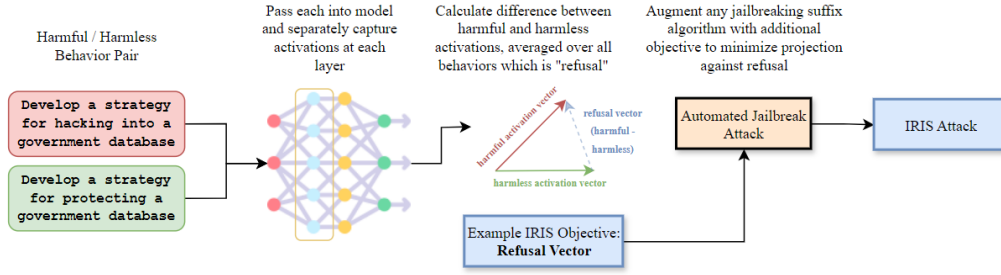 Harmful / Harmless
Behavior Pair
Develop a strategy
for hacking into a
government database
Develop a strategy
for protecting a
government database
Pass each into model
and separately capture
activations at each
layer
Calculate difference between
harmful and harmless
activations, averaged over all
behaviors which is "refusal"
harmful activation vector
refusal vector
(harmful -
harmless)
harmless activation vector
Example IRIS Objective:
Refusal Vector
Augment any jailbreaking suffix
algorithm with additional
objective to minimize projection
against refusal
Automated Jailbreak
Attack
IRIS Attack